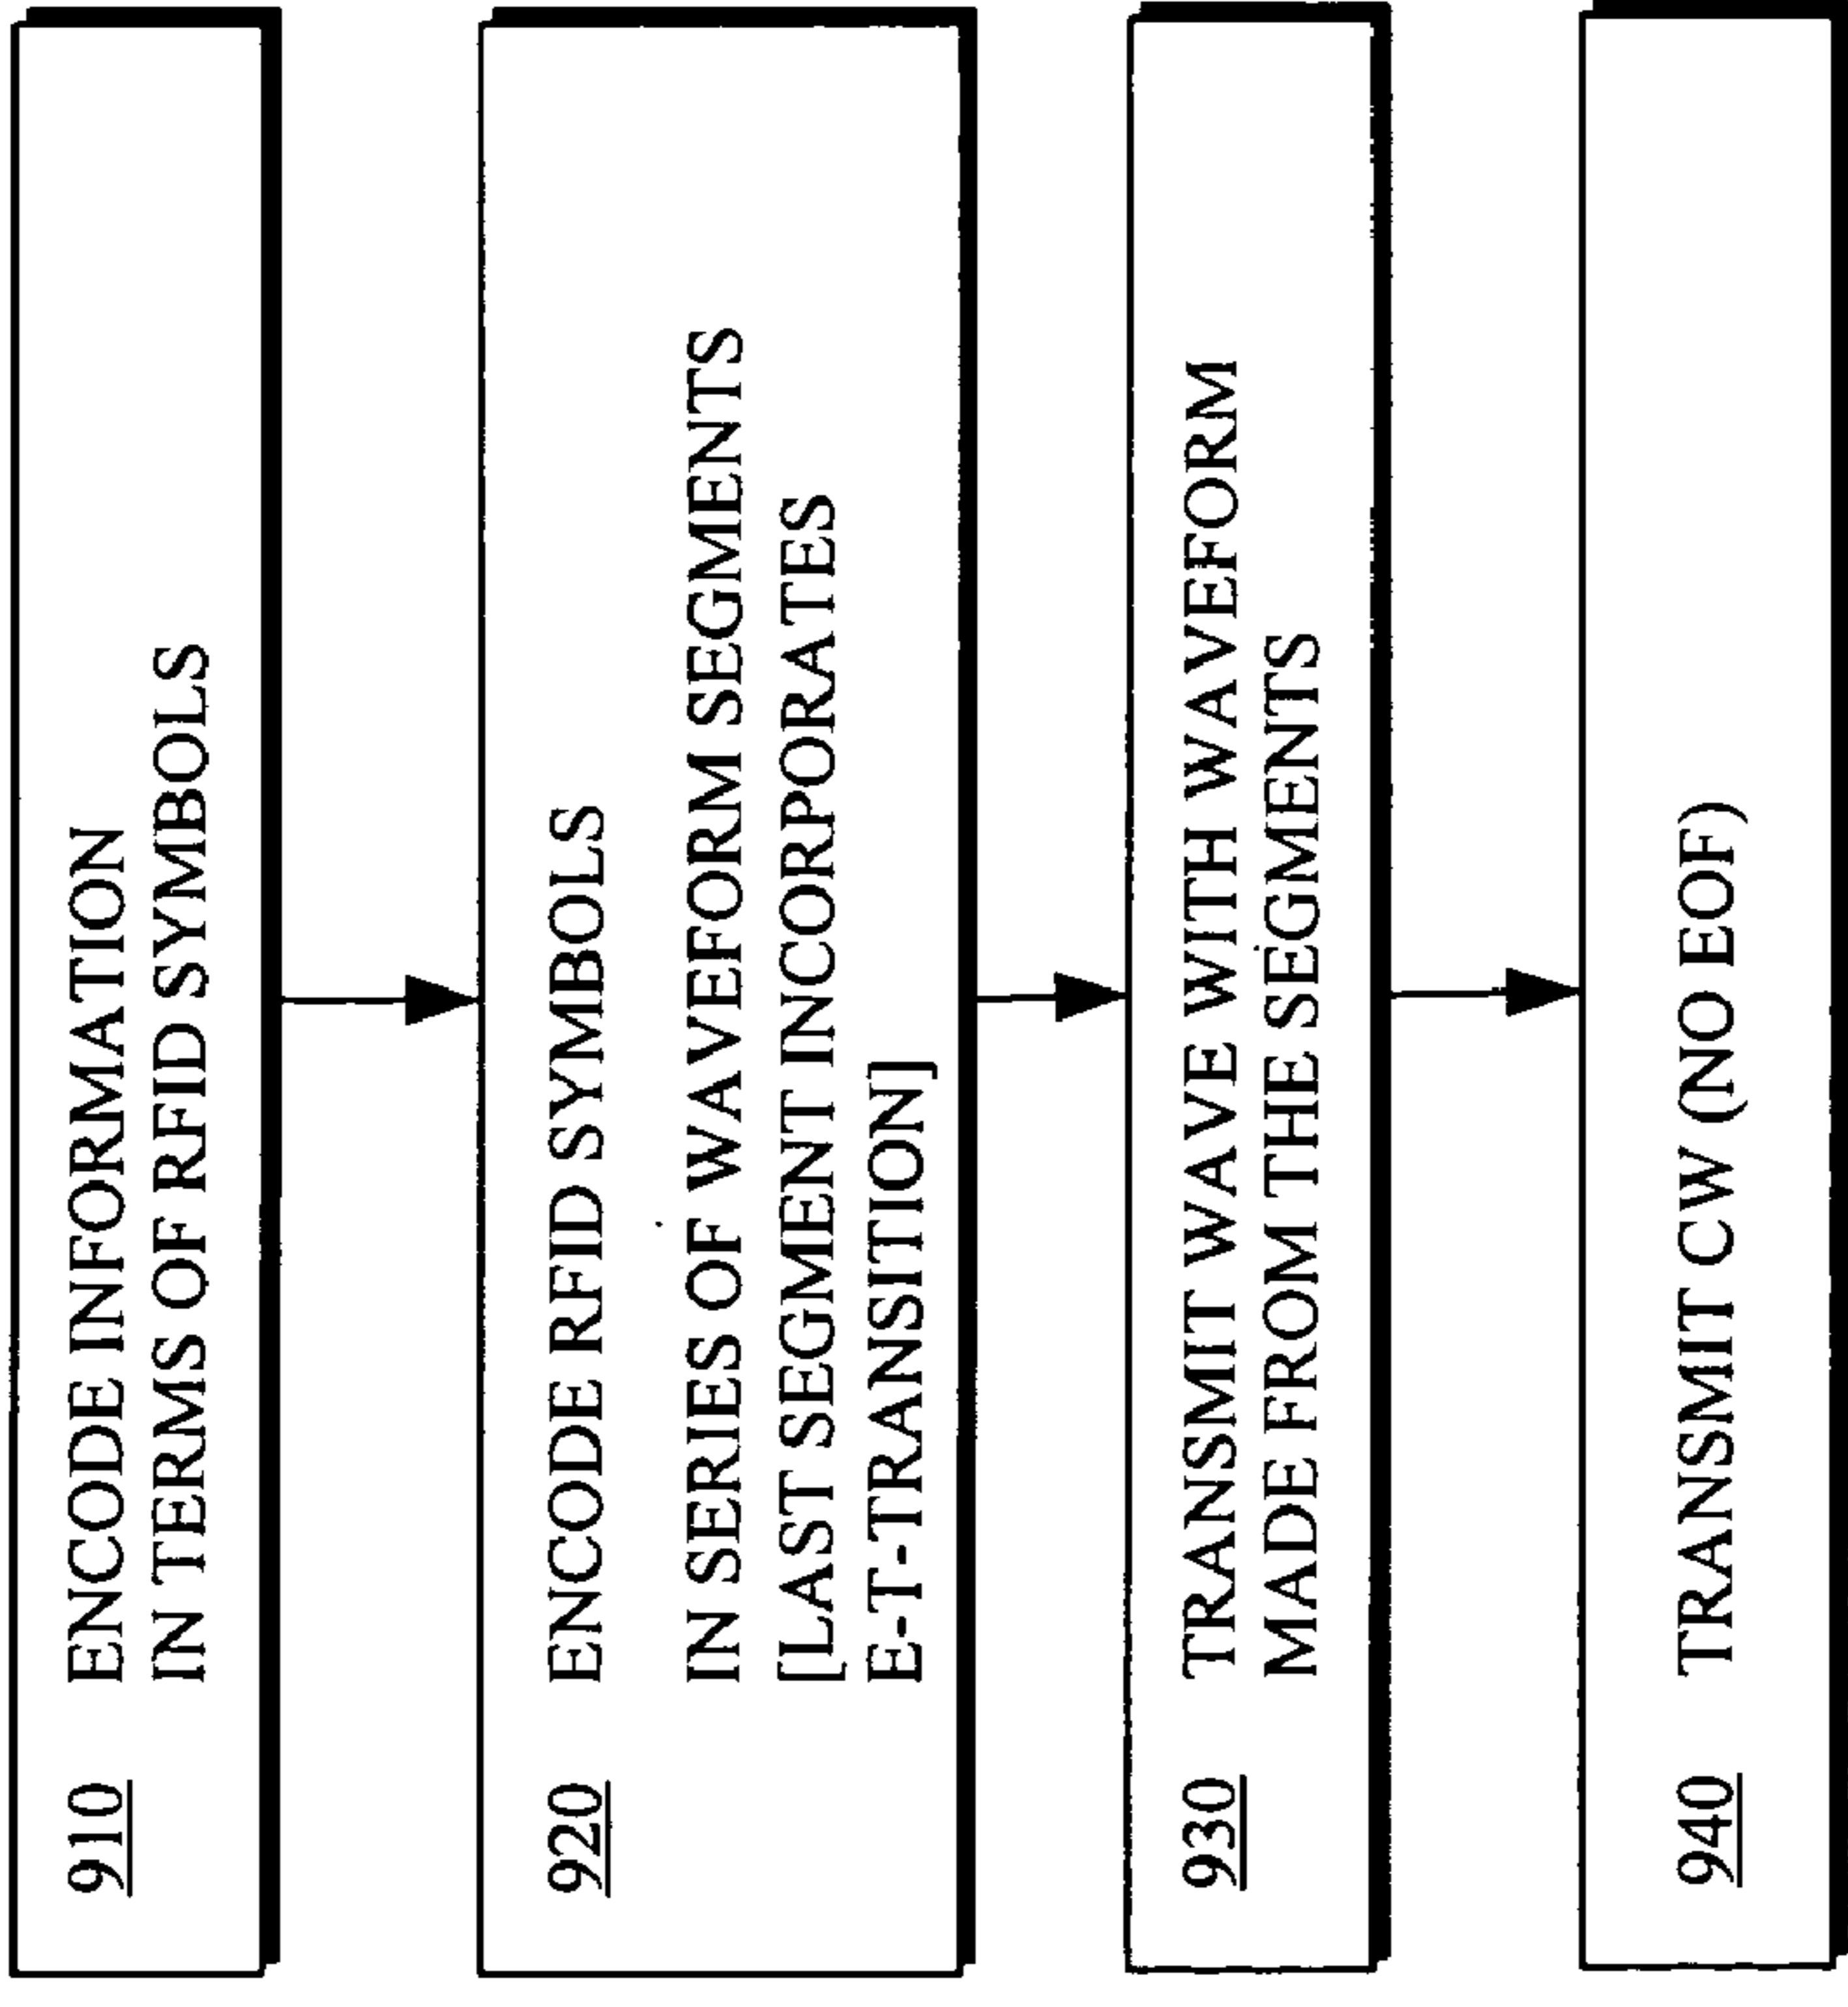 910 ENCODE INFORMATION
IN TERMS OF RFID SYMBOLS
920 ENCODE RFID SYMBOLS
IN SERIES OF WAVEFORM SEGMENTS
[LAST SEGMENT INCORPORATES
E-T-TRANSITION]
930 TRANSMIT WAVE WITH WAVEFORM
MADE FROM THE SEGMENTS
940 TRANSMIT CW (NO EOF)